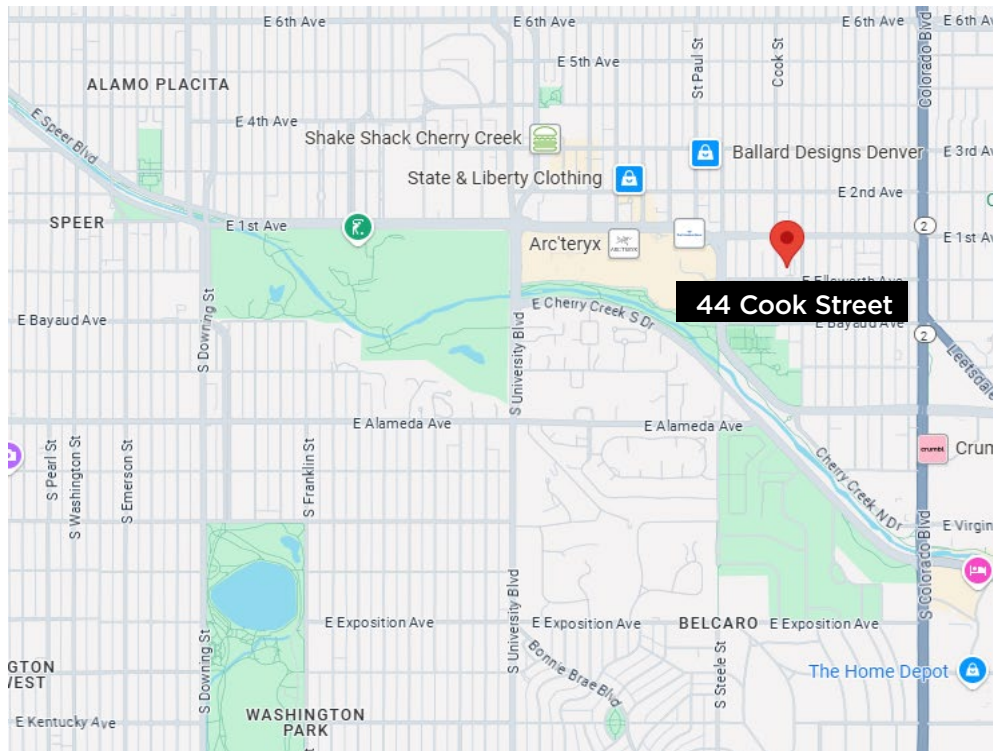 E 6th Ave
E 6th Ave
E 6th Av
E 5th Ave
St Paul St
Cook St
Colorado Blvd
ALAMO PLACITA
E Speer Blvd
E 4th Ave
Shake Shack Cherry Creek
Ballard Designs Denver
E 3rd Av
State & Liberty Clothing
E 2nd Ave
SPEER
E 1st Ave
Arc'teryx
ARC'TERYX
2
E 1st Ave
E Ellsworth Ave
44 Cook Street
E Bayaud Ave
S Downing St
E Cherry Creek S Dr
S University Blvd
E Bayaud Ave
2
Leetsdale
E Alameda Ave
E Alameda Ave
S Pearl St
S Washington St
S Emerson St
S Franklin St
Cherry Creek N Dr
crumbl
Crum
E Virgin
S Colorado Blvd
S University Blvd
E Exposition Ave
E Exposition Ave
BELCARO
E Exposition Ave
S Downing St
Bonnie Brae Blvd
S Steele St
The Home Depot
GTON
WEST
E Kentucky Ave
WASHINGTON
PARK